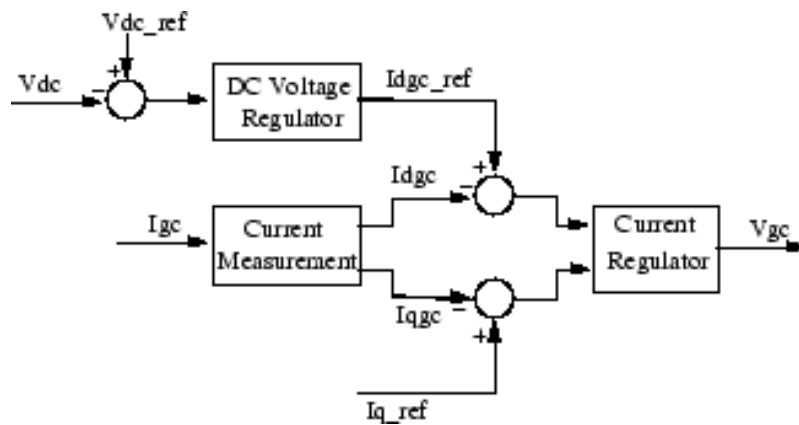 Vdc_ref
+
Vdc
−
DC Voltage
Regulator
Idgc_ref
+
−
Idgc
Igc
Current
Measurement
Current
Regulator
Vgc
Iqgc
−
+
Iq_ref